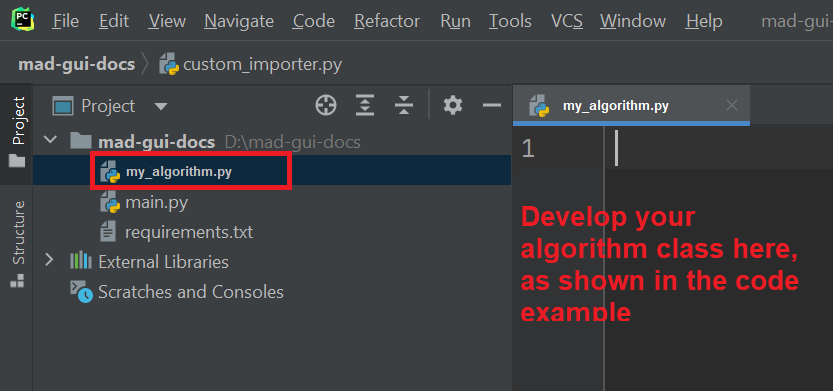 PC File Edit View Navigate Code Refactor Run Tools VCS Window Help mad-gui-
mad-gui-docs custom_importer.py
Project
Structure
Project
mad-gui-docs D:\mad-gui-docs
my_algorithm.py
main.py
requirements.txt
External Libraries
Scratches and Consoles
my_algorithm.py
1
Develop your
algorithm class here,
as shown in the code
example